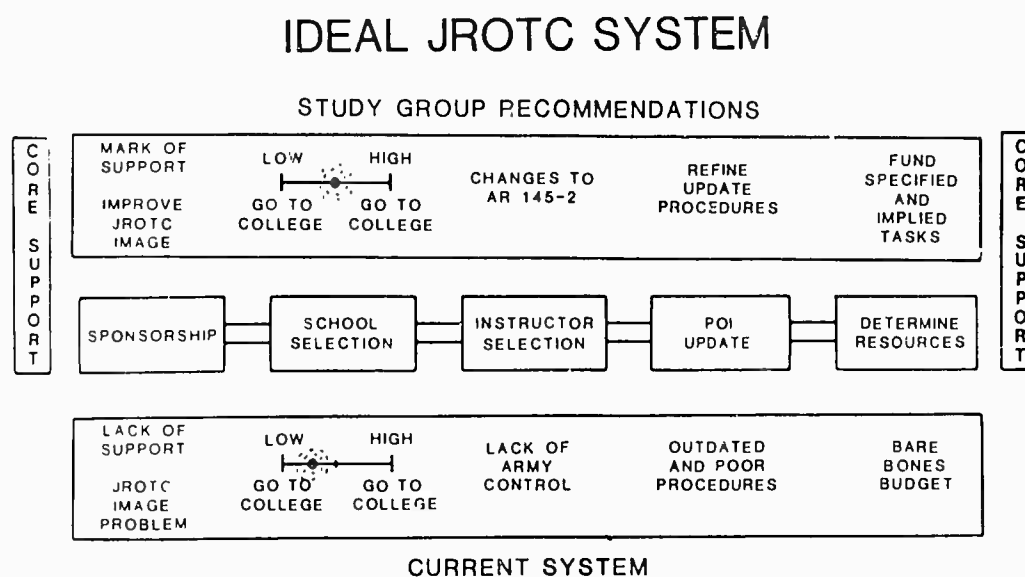 IDEAL JROTC SYSTEM
STUDY GROUP RECOMMENDATIONS
CORE SUPPORT
MARK OF
SUPPORT
IMPROVE
JROTC
IMAGE
LOW HIGH
GO TO GO TO
COLLEGE COLLEGE
CHANGES TO
AR 145-2
REFINE
UPDATE
PROCEDURES
FUND
SPECIFIED
AND
IMPLIED
TASKS
CORE SUPPORT
SPONSORSHIP
SCHOOL
SELECTION
INSTRUCTOR
SELECTION
POI
UPDATE
DETERMINE
RESOURCES
LACK OF
SUPPORT
JROTC
IMAGE
PROBLEM
LOW HIGH
GO TO GO TO
COLLEGE COLLEGE
LACK OF
ARMY
CONTROL
OUTDATED
AND POOR
PROCEDURES
BARE
BONES
BUDGET
CURRENT SYSTEM